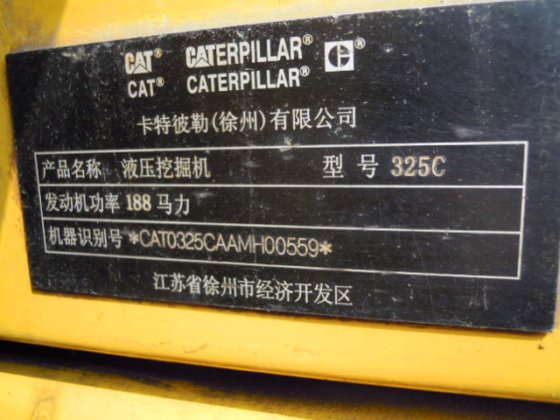 CAT® CATERPILLAR®
CAT® CATERPILLAR®
卡特彼勒(徐州)有限公司
产品名称 液压挖掘机 型号 325C
发动机功率 188 马力
机器识别号 *CAT0325CAAMH00559*
江苏省徐州市经济开发区